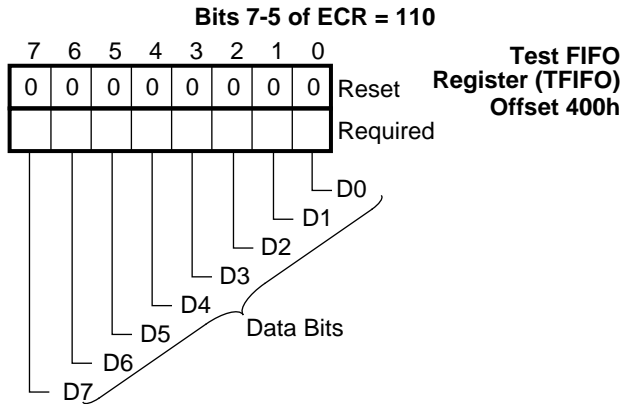 Bits 7-5 of ECR = 110
7 6 5 4 3 2 1 0
Test FIFO
Register (TFIFO)
Offset 400h
0 0 0 0 0 0 0 0 Reset
Required
D0
D1
D2
D3
D4
D5
D6
D7
Data Bits